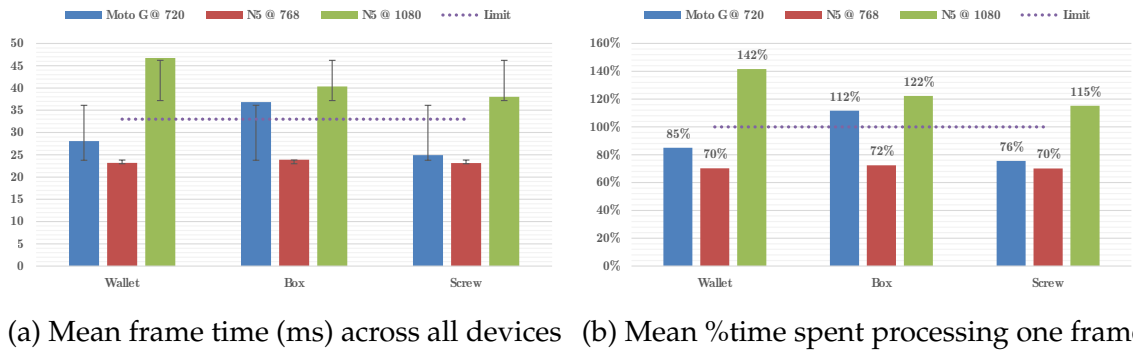 Moto G @ 720 N5 @ 768 N5 @ 1080 Limit
50
45
40
35
30
25
20
15
10
5
0
Wallet Box Screw
Moto G @ 720 N5 @ 768 N5 @ 1080 Limit
160%
140%
120%
100%
80%
60%
40%
20%
0%
85% 70% 142%
112% 72% 122%
76% 70% 115%
Wallet Box Screw
(a) Mean frame time (ms) across all devices
(b) Mean %time spent processing one frame